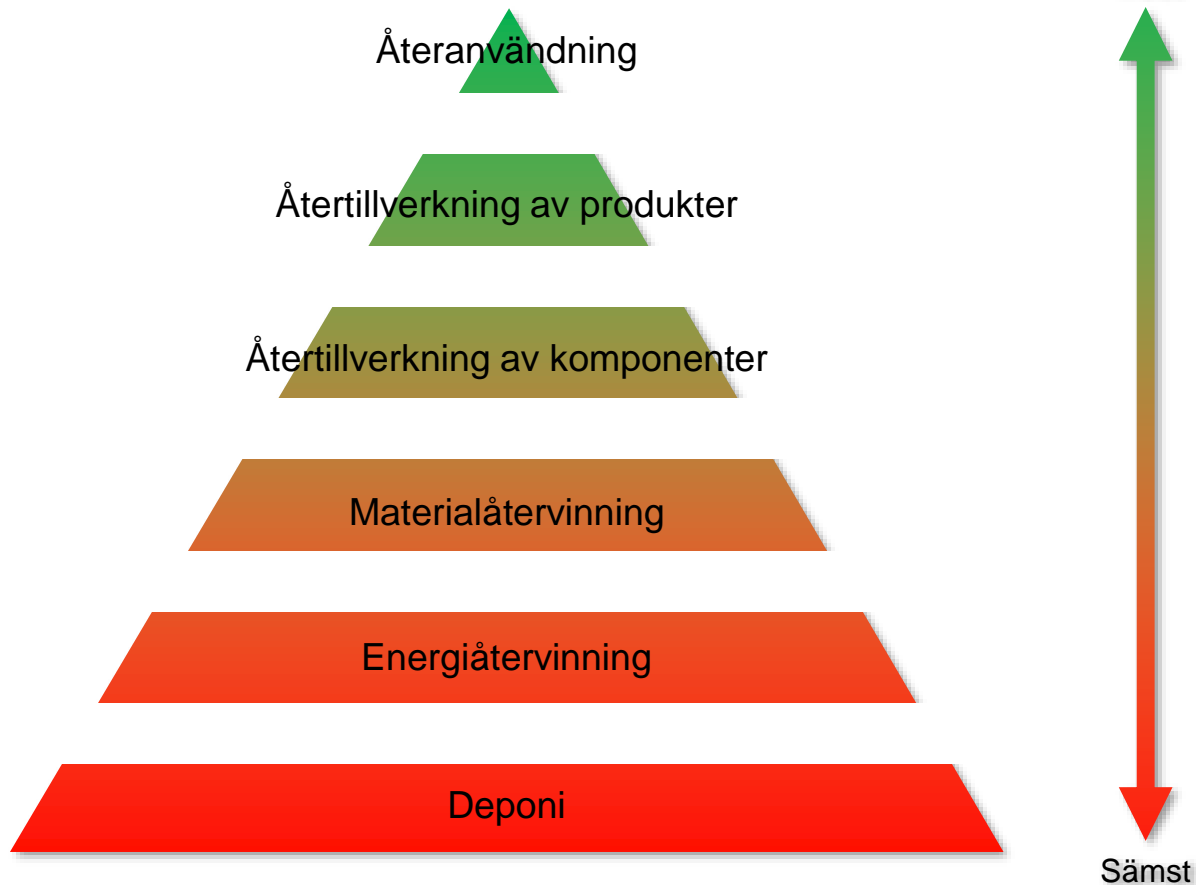 Återanvändning
Återtillverkning av produkter
Återtillverkning av komponenter
Materialåtervinning
Energiåtervinning
Deponi
Sämst